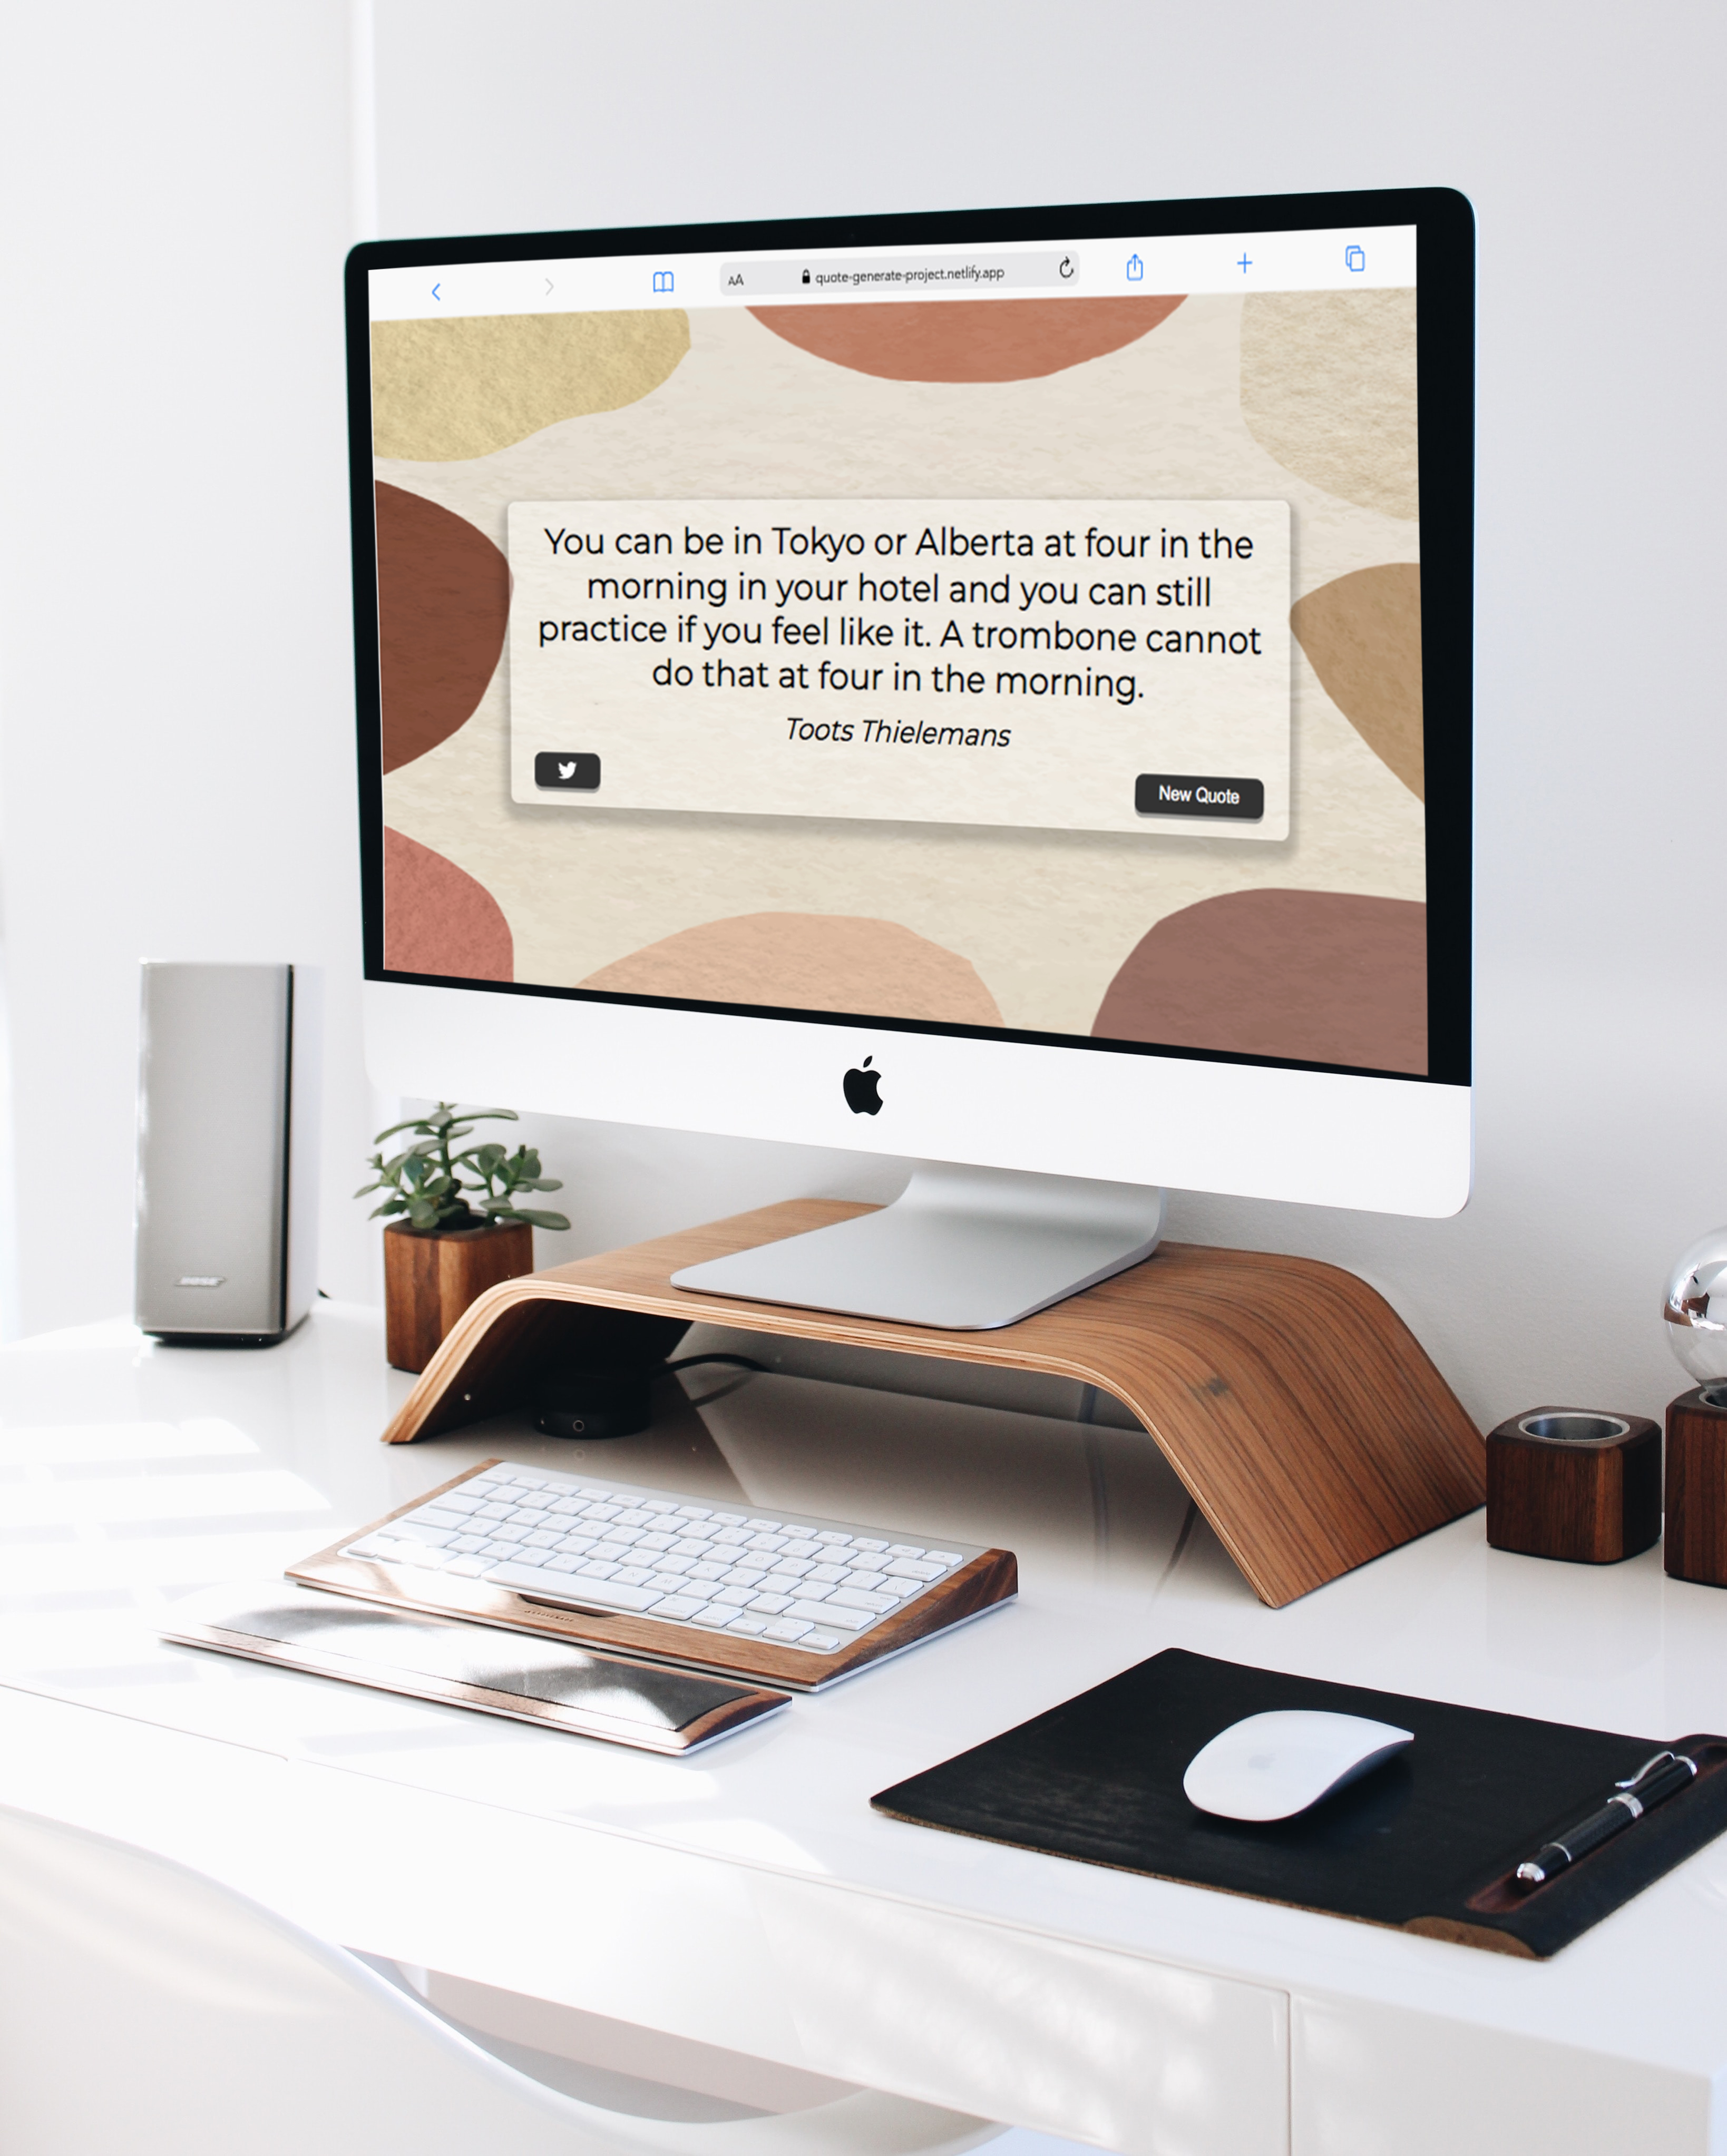 AA quote-generate-project.netlify.app
You can be in Tokyo or Alberta at four in the
morning in your hotel and you can still
practice if you feel like it. A trombone cannot
do that at four in the morning.
Toots Thielemans
New Quote
BOSE